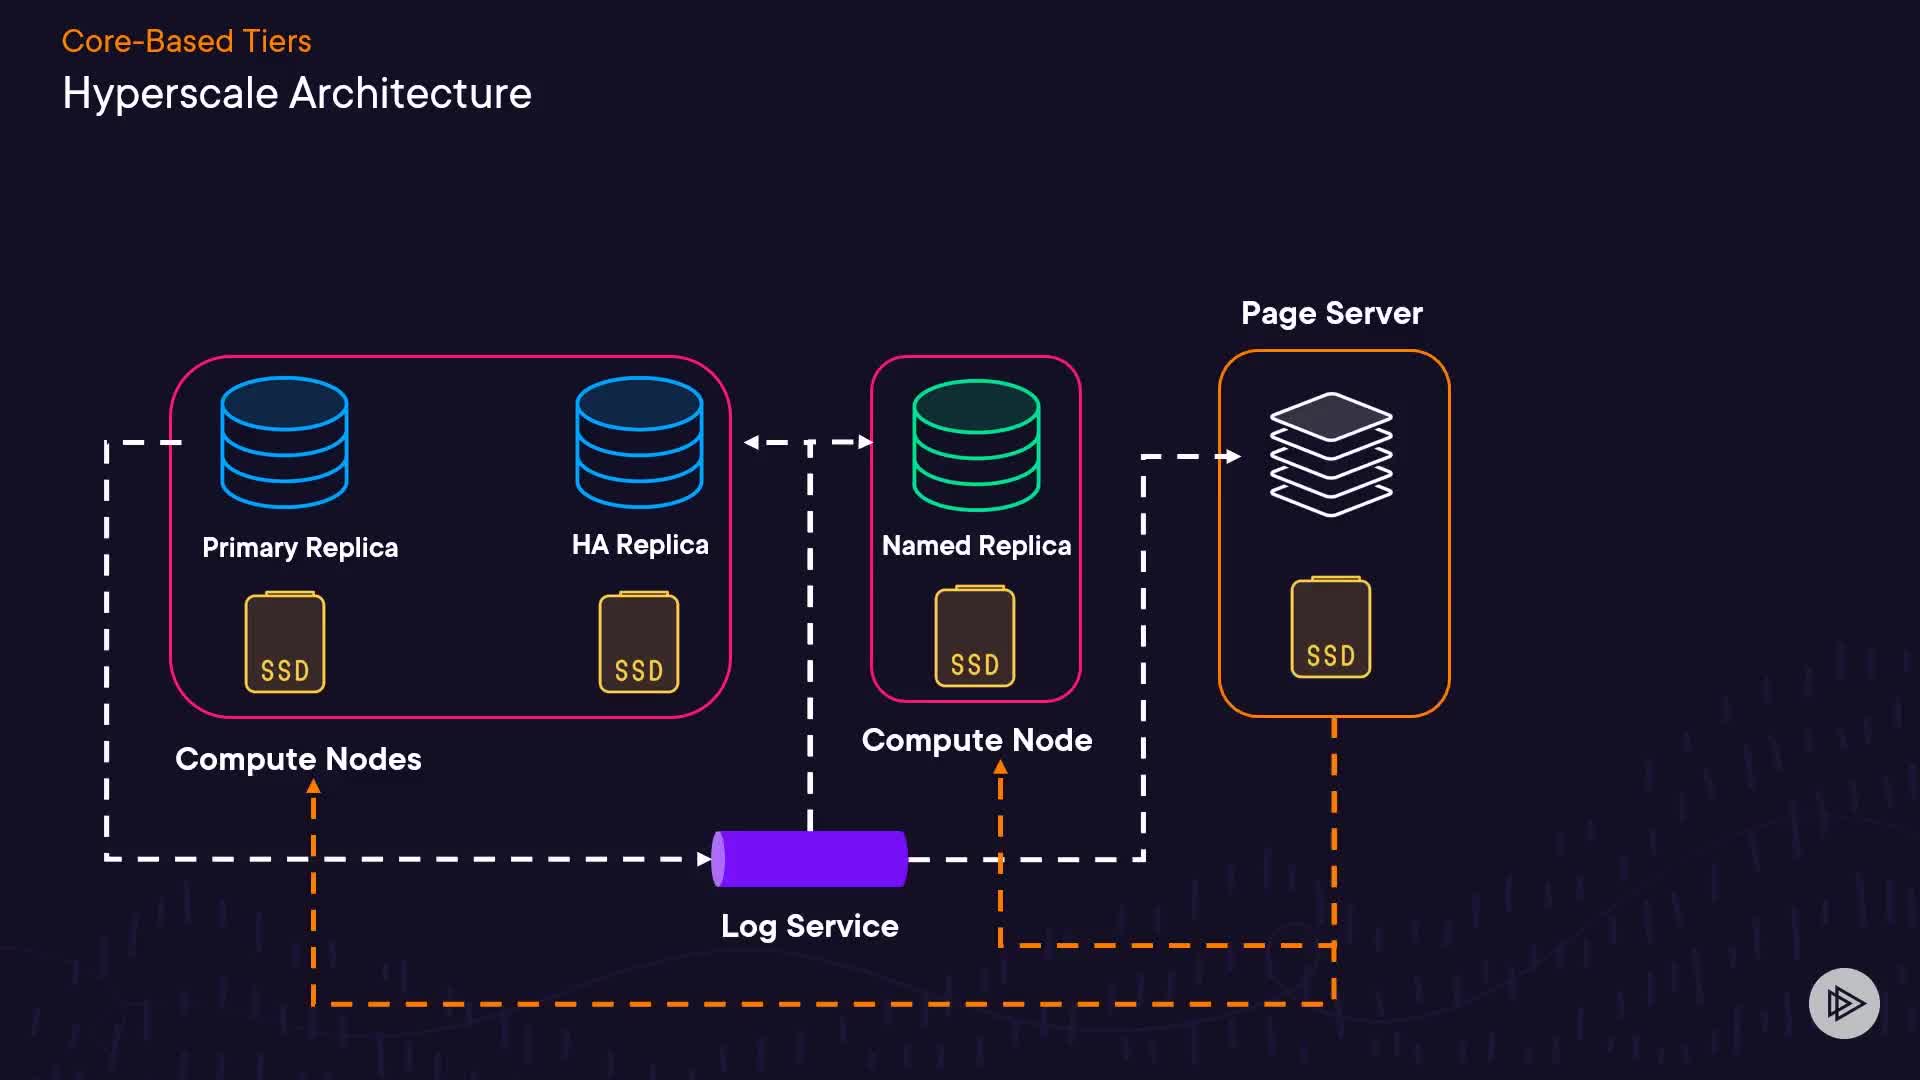 Core-Based Tiers
Hyperscale Architecture
Page Server
Primary Replica
HA Replica
Named Replica
SSD
SSD
SSD
SSD
Compute Nodes
Compute Node
Log Service